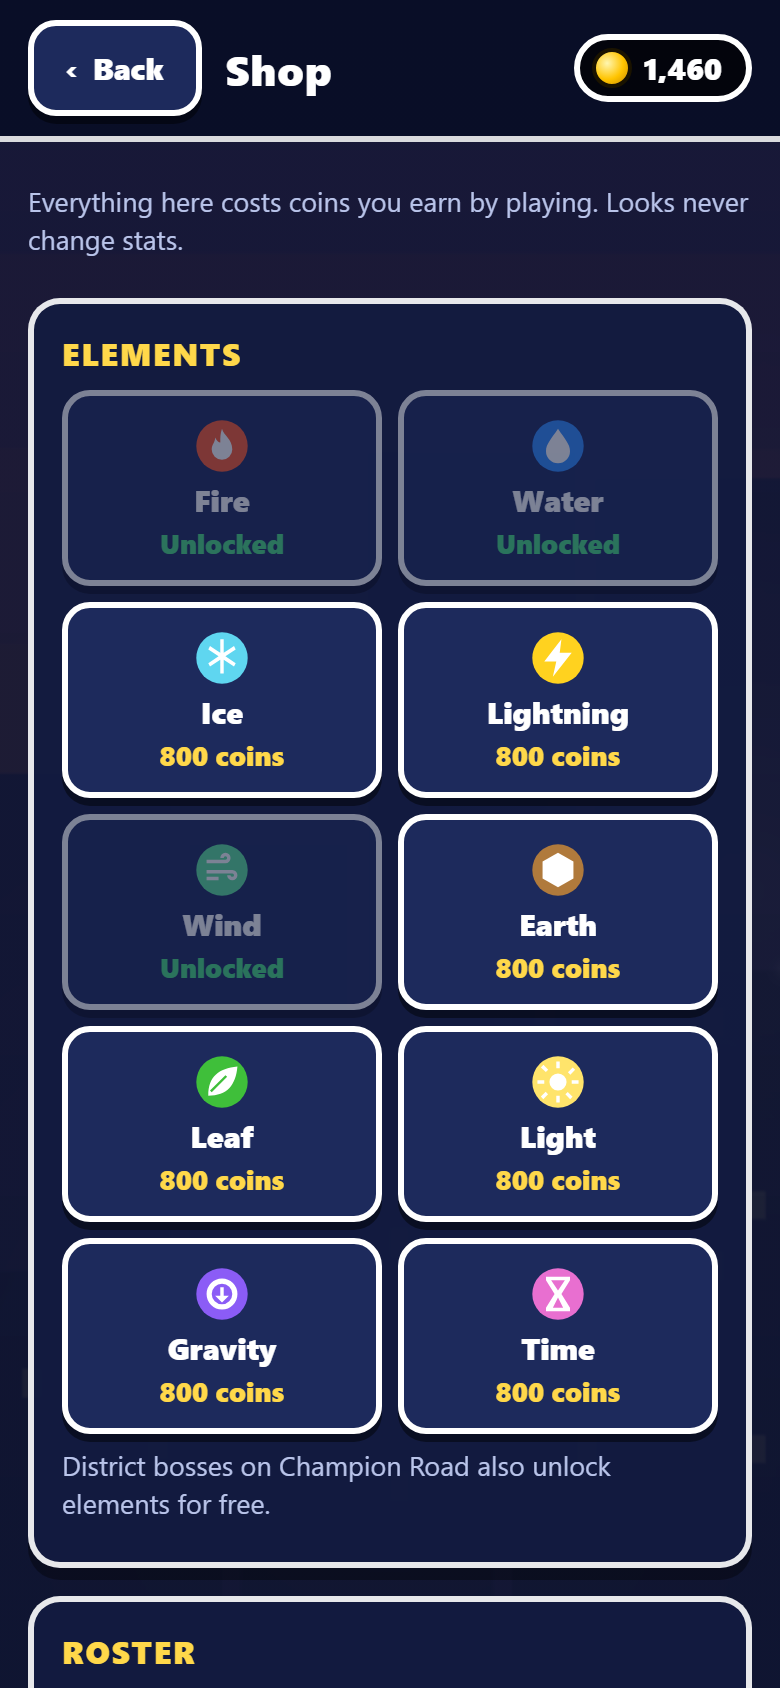 ‹ Back
Shop
1,460
Everything here costs coins you earn by playing. Looks never
change stats.
ELEMENTS
Fire
Unlocked
Water
Unlocked
Ice
800 coins
Lightning
800 coins
Wind
Unlocked
Earth
800 coins
Leaf
800 coins
Light
800 coins
Gravity
800 coins
Time
800 coins
District bosses on Champion Road also unlock
elements for free.
ROSTER